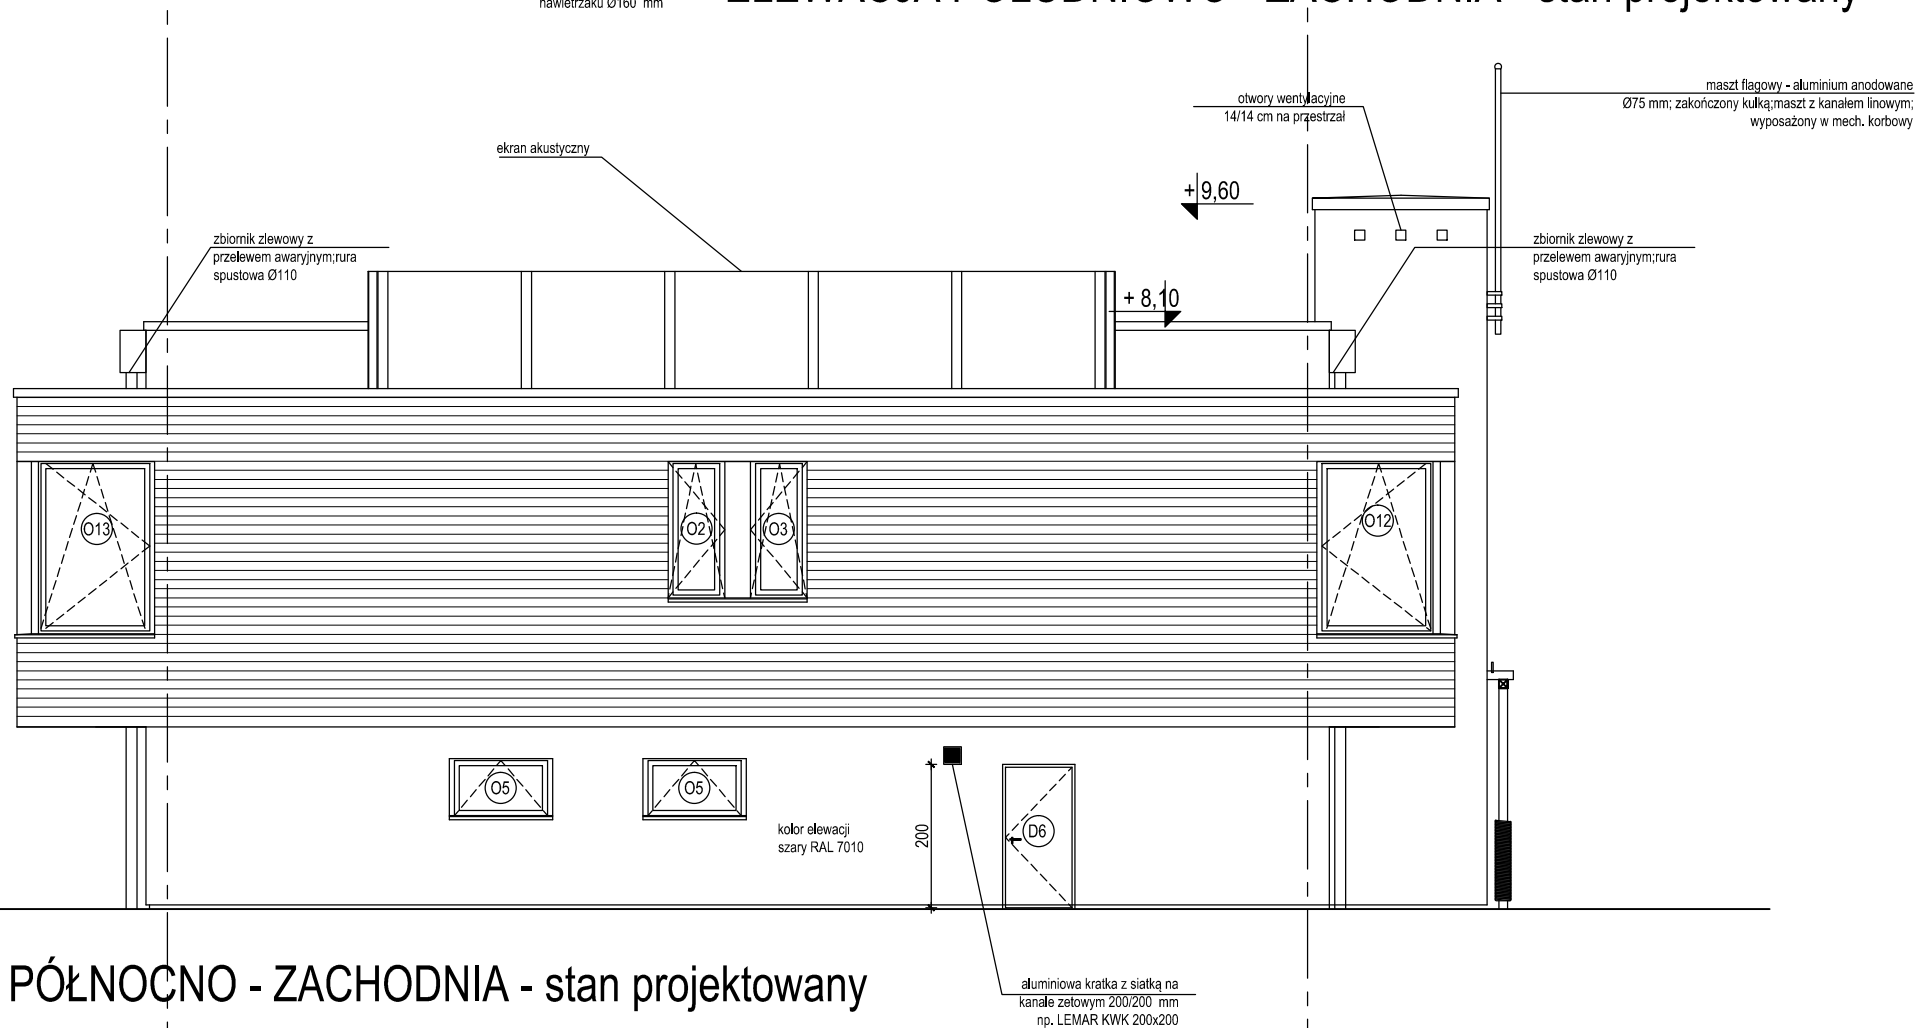 nawietrzaku Ø160 mm
ELEWACJA POŁUDNIOWO - ZACHODNIA - stan projektowany
maszt flagowy - aluminium anodowane
Ø75 mm; zakończony kulką;maszt z kanałem linowym;
wyposażony w mech. korbowy
otwory wentylacyjne
14/14 cm na przestrzał
ekran akustyczny
+ 9,60
zbiornik zlewowy z
przelewem awaryjnym;rura
spustowa Ø110
zbiornik zlewowy z
przelewem awaryjnym;rura
spustowa Ø110
+ 8,10
O13
O2
O3
O12
O5
O5
kolor elewacji
szary RAL 7010
200
D6
PÓŁNOCNO - ZACHODNIA - stan projektowany
aluminiowa kratka z siatką na
kanale zetowym 200/200 mm
np. LEMAR KWK 200x200